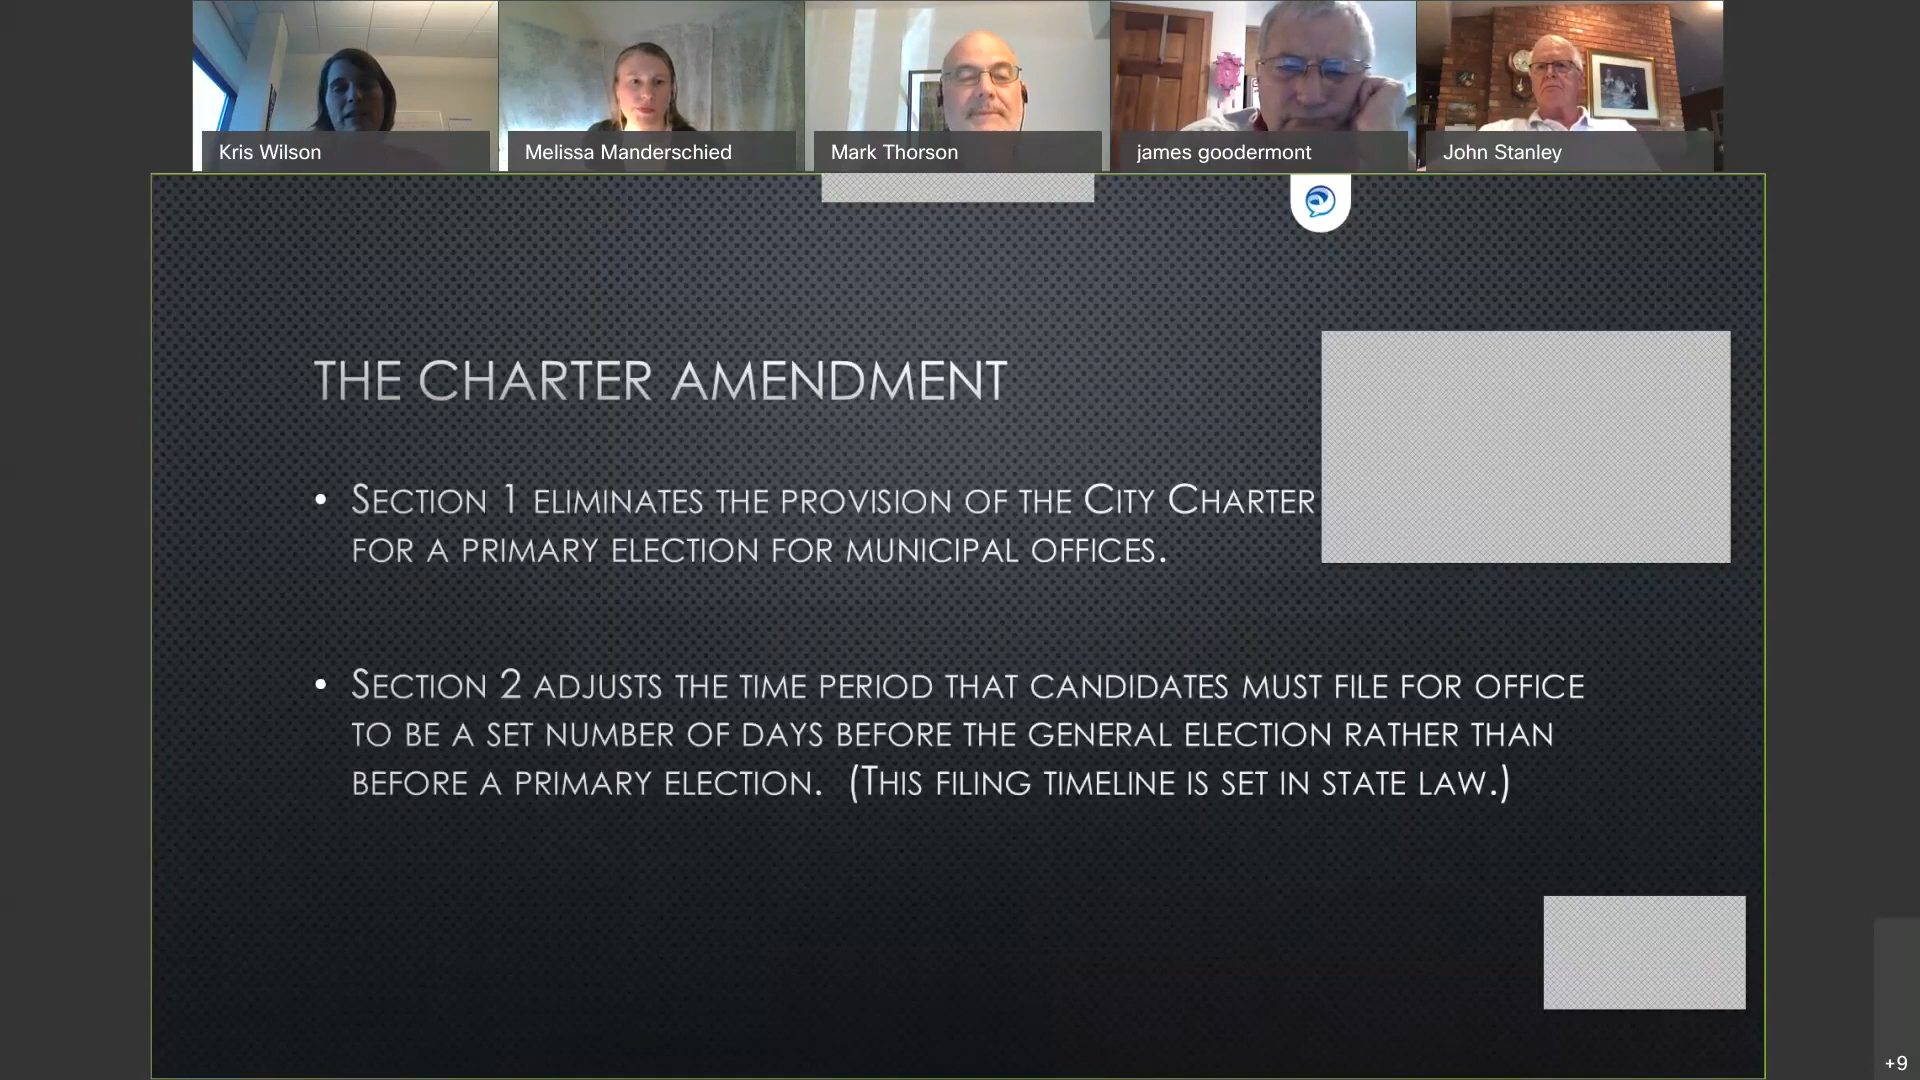 Kris Wilson
Melissa Manderschied
Mark Thorson
james goodermont
John Stanley
THE CHARTER AMENDMENT
• SECTION 1 ELIMINATES THE PROVISION OF THE CITY CHARTER
FOR A PRIMARY ELECTION FOR MUNICIPAL OFFICES.
• SECTION 2 ADJUSTS THE TIME PERIOD THAT CANDIDATES MUST FILE FOR OFFICE
TO BE A SET NUMBER OF DAYS BEFORE THE GENERAL ELECTION RATHER THAN
BEFORE A PRIMARY ELECTION. (THIS FILING TIMELINE IS SET IN STATE LAW.)
+9